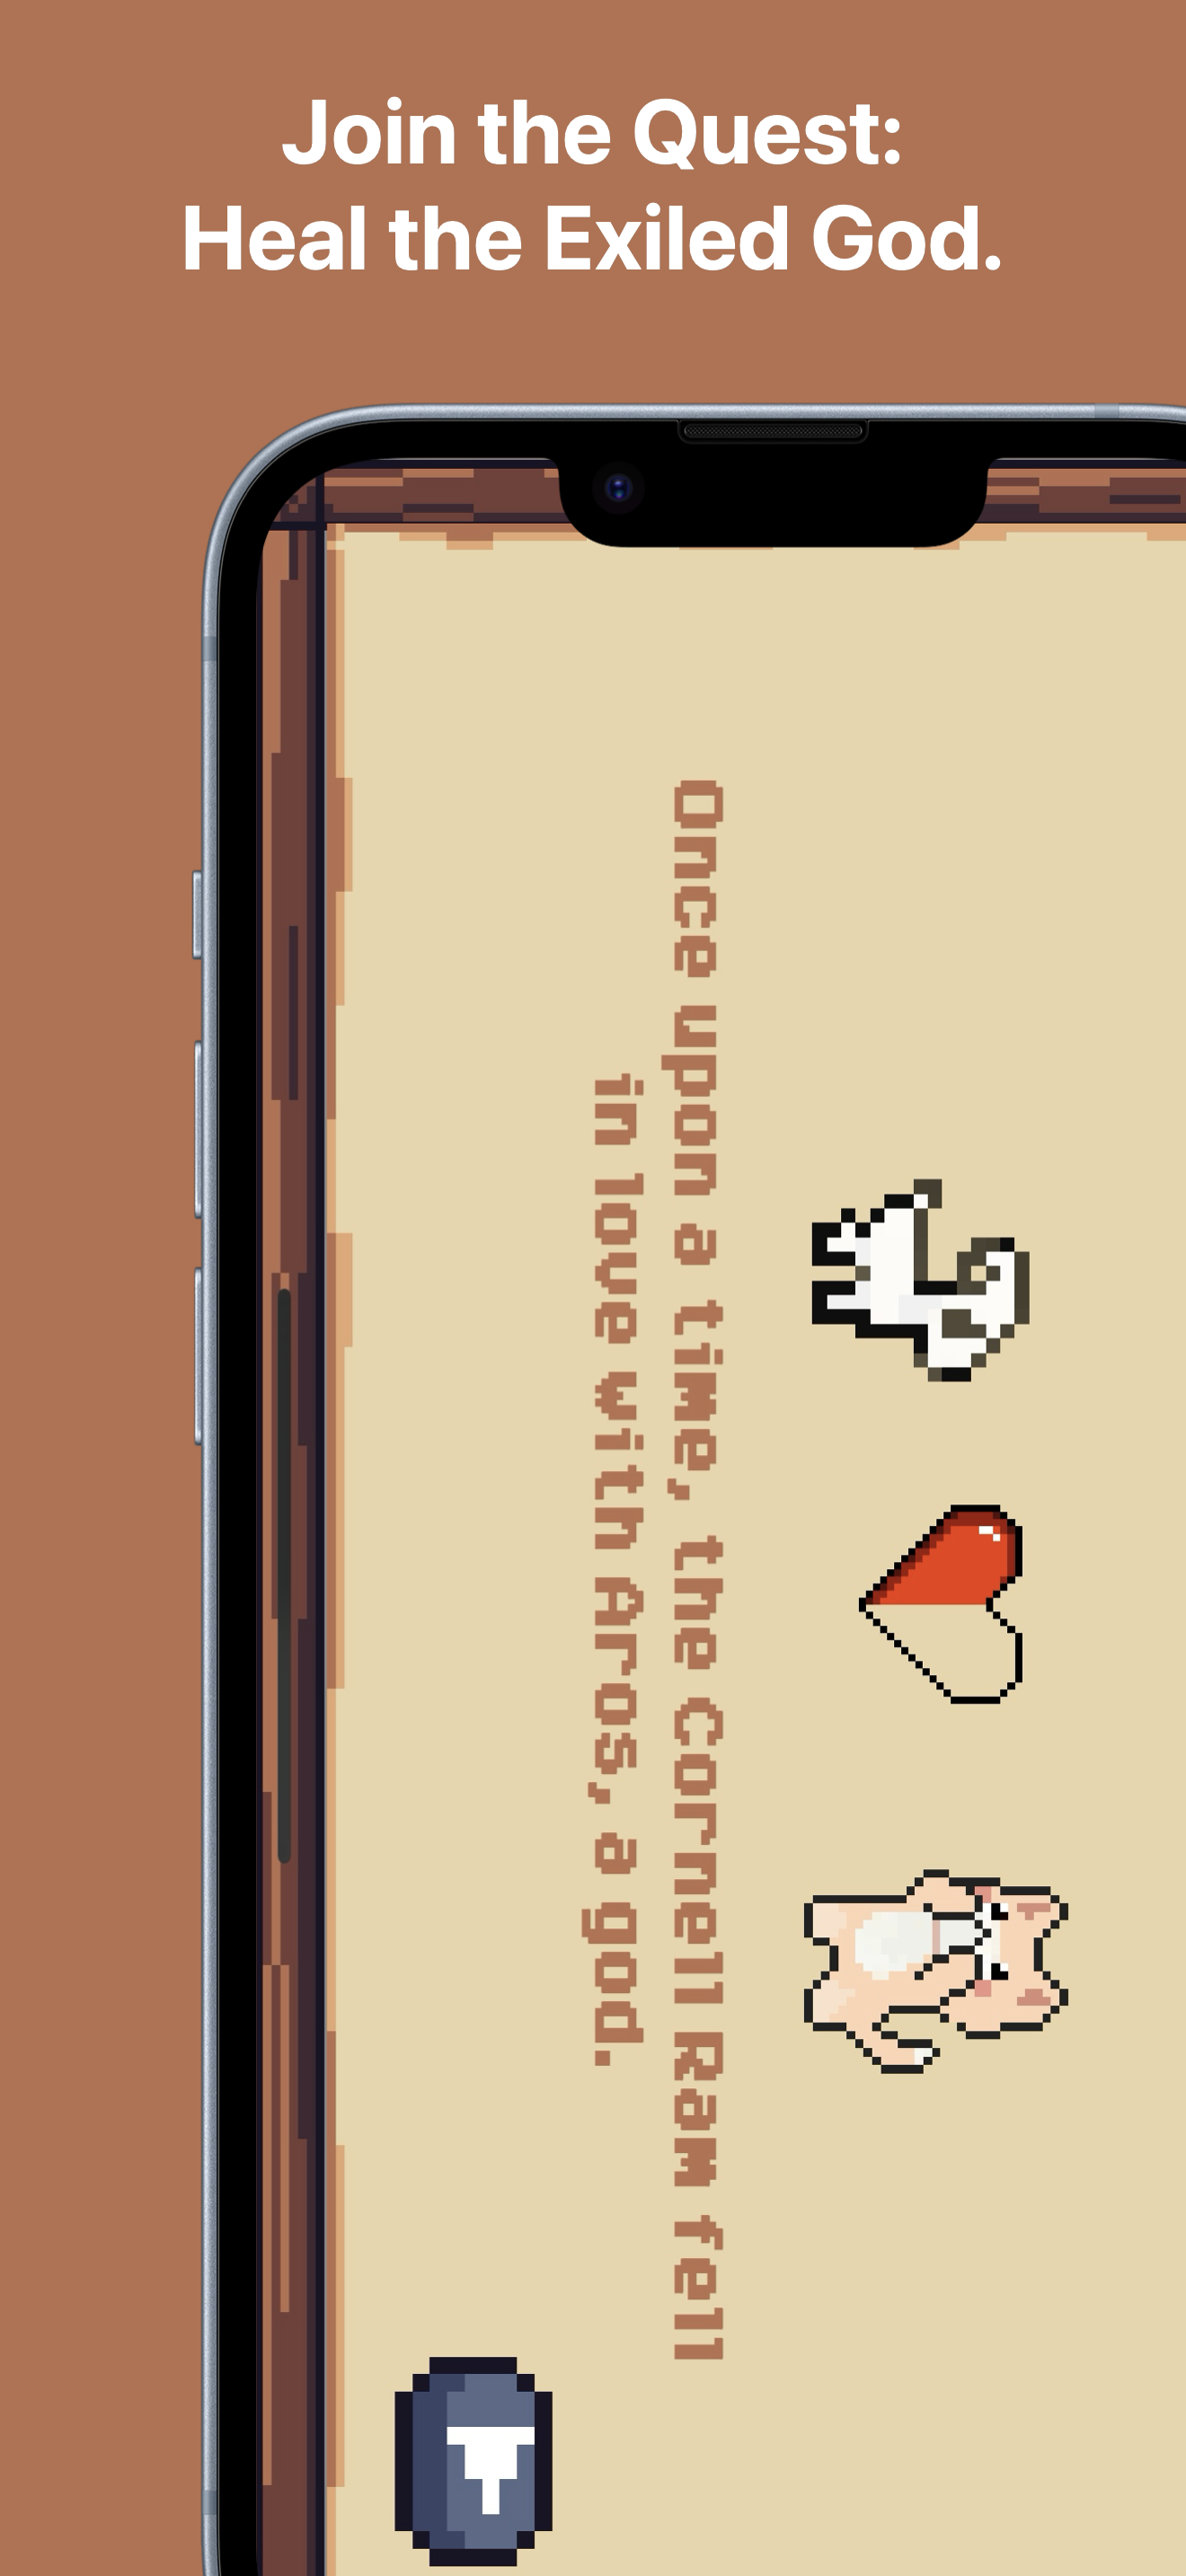 Join the Quest:
Heal the Exiled God.
Once upon a time, the Cornell Ram fell
in love with Aros, a god.